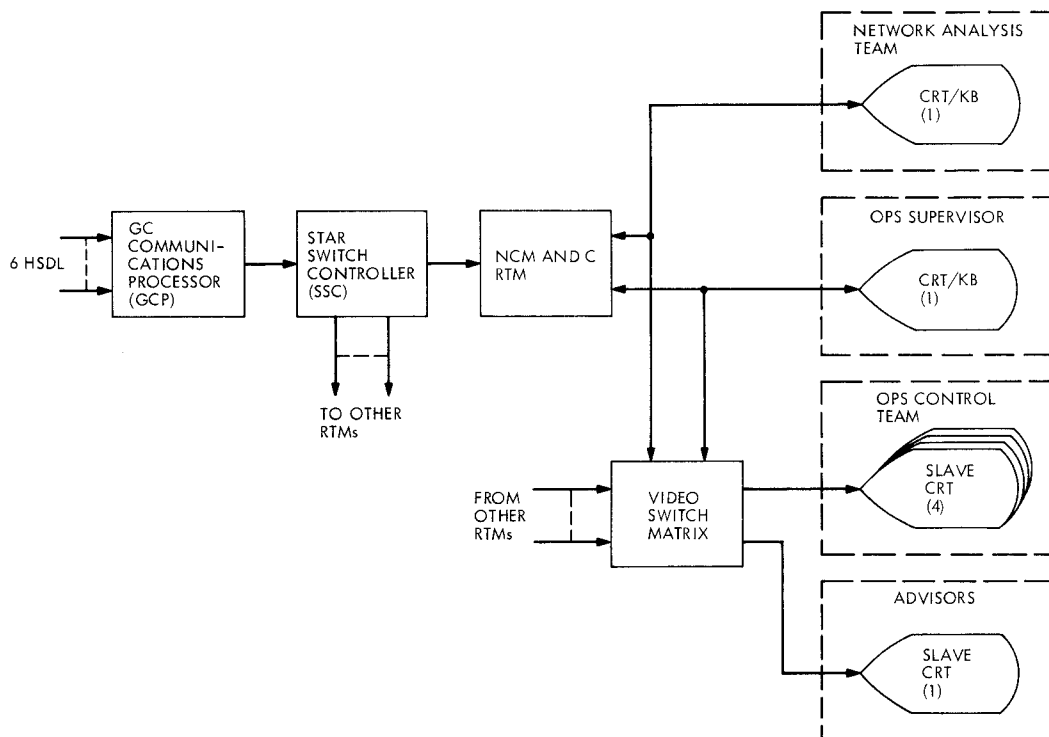 NETWORK ANALYSIS
TEAM
CRT/KB
(1)
OPS SUPERVISOR
CRT/KB
(1)
6 HSDL
GC
COMMUNI-
CATIONS
PROCESSOR
(GCP)
STAR
SWITCH
CONTROLLER
(SSC)
NCM AND C
RTM
TO OTHER
RTMs
OPS CONTROL
TEAM
SLAVE
CRT
(4)
FROM
OTHER
RTMs
VIDEO
SWITCH
MATRIX
ADVISORS
SLAVE
CRT
(1)